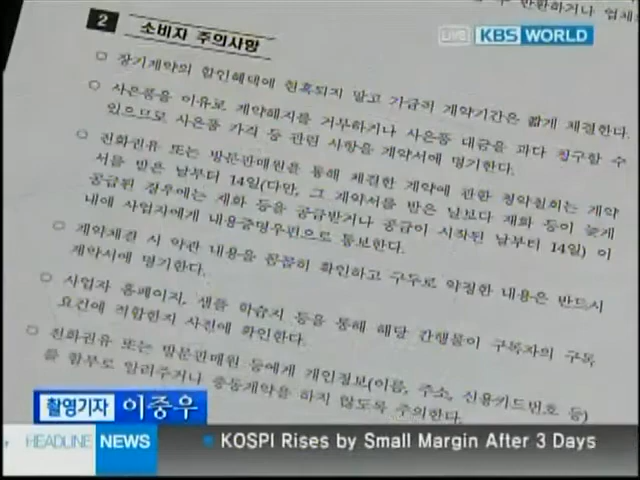 반환하거나 업체
2 소비자 주의사항
LIVE KBS WORLD
○ 장기계약의 할인혜택에 현혹되지 말고 가급적 계약기간은 짧게 체결한다.
○ 사은품을 이유로 계약해지를 거부하거나 사은품 대금을 과다 청구할 수
있으므로 사은품 가격 등 관련 사항을 계약서에 명기한다.
○ 전화권유 또는 방문판매원을 통해 체결한 계약에 관한 청약철회는 계약
서를 받은 날부터 14일(다만, 그 계약서를 받은 날보다 재화 등이 늦게
공급된 경우에는 재화 등을 공급받거나 공급이 시작된 날부터 14일) 이
내에 사업자에게 내용증명우편으로 통보한다.
○ 계약체결 시 약관 내용을 꼼꼼히 확인하고 구두로 약정한 내용은 반드시
계약서에 명기한다.
○ 사업자 홈페이지, 샘플 학습지 등을 통해 해당 간행물이 구독자의 구독
요건에 적합한지 사전에 확인한다.
○ 전화권유 또는 방문판매원 등에게 개인정보(이름, 주소, 신용카드번호 등)
를 함부로 알려주거나 충동계약을 하지 않도록 주의한다.
촬영기자 이중우
HEADLINE NEWS • KOSPI Rises by Small Margin After 3 Days